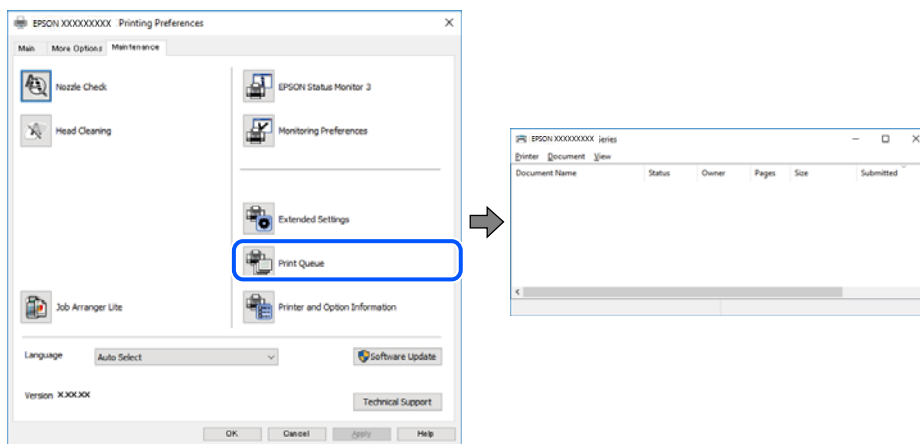 EPSON XXXXXXXXX Printing Preferences
Main More Options Maintenance
Nozzle Check
EPSON Status Monitor 3
Head Cleaning
Monitoring Preferences
Extended Settings
Print Queue
Job Arranger Lite
Printer and Option Information
Language Auto Select
Software Update
Version X.XX.XX
Technical Support
OK Cancel Apply Help
EPSON XXXXXXXXX ieries
Printer Document View
Document Name Status Owner Pages Size Submitted